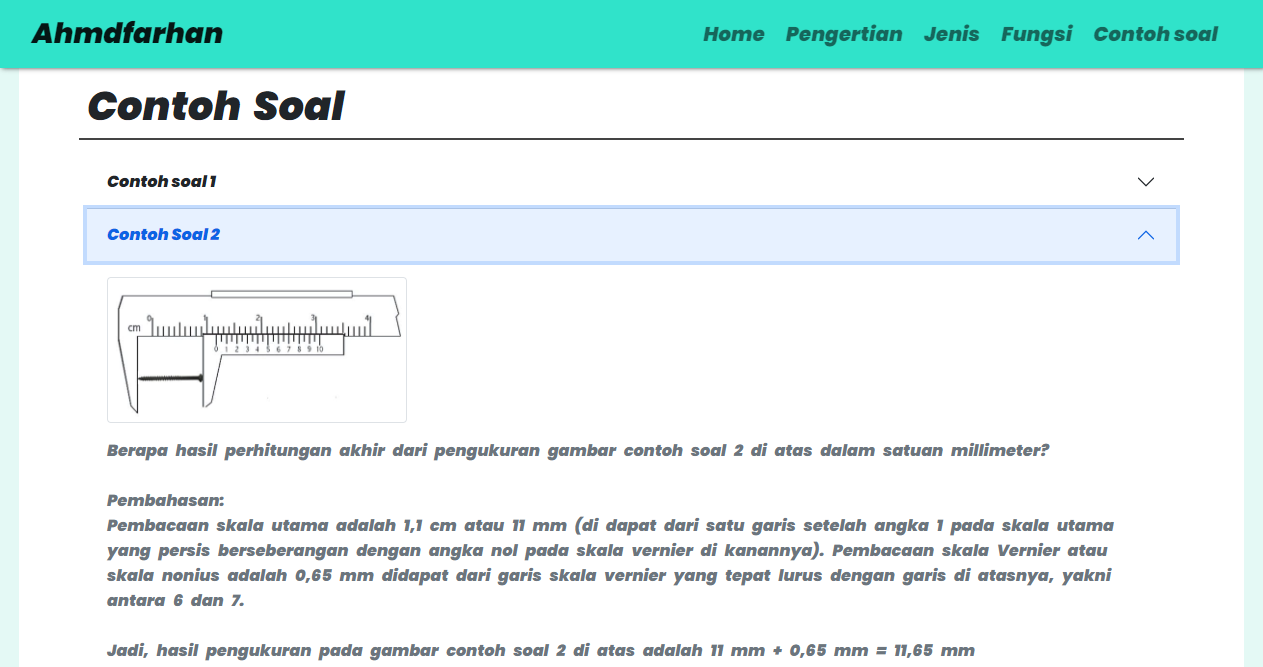 Ahmdfarhan
Home Pengertian Jenis Fungsi Contoh soal
Contoh Soal
Contoh soal 1
Contoh Soal 2
cm 0 1 2 3 4
0 1 2 3 4 5 6 7 8 9 10
Berapa hasil perhitungan akhir dari pengukuran gambar contoh soal 2 di atas dalam satuan millimeter?
Pembahasan:
Pembacaan skala utama adalah 1,1 cm atau 11 mm (di dapat dari satu garis setelah angka 1 pada skala utama
yang persis berseberangan dengan angka nol pada skala vernier di kanannya). Pembacaan skala Vernier atau
skala nonius adalah 0,65 mm didapat dari garis skala vernier yang tepat lurus dengan garis di atasnya, yakni
antara 6 dan 7.
Jadi, hasil pengukuran pada gambar contoh soal 2 di atas adalah 11 mm + 0,65 mm = 11,65 mm